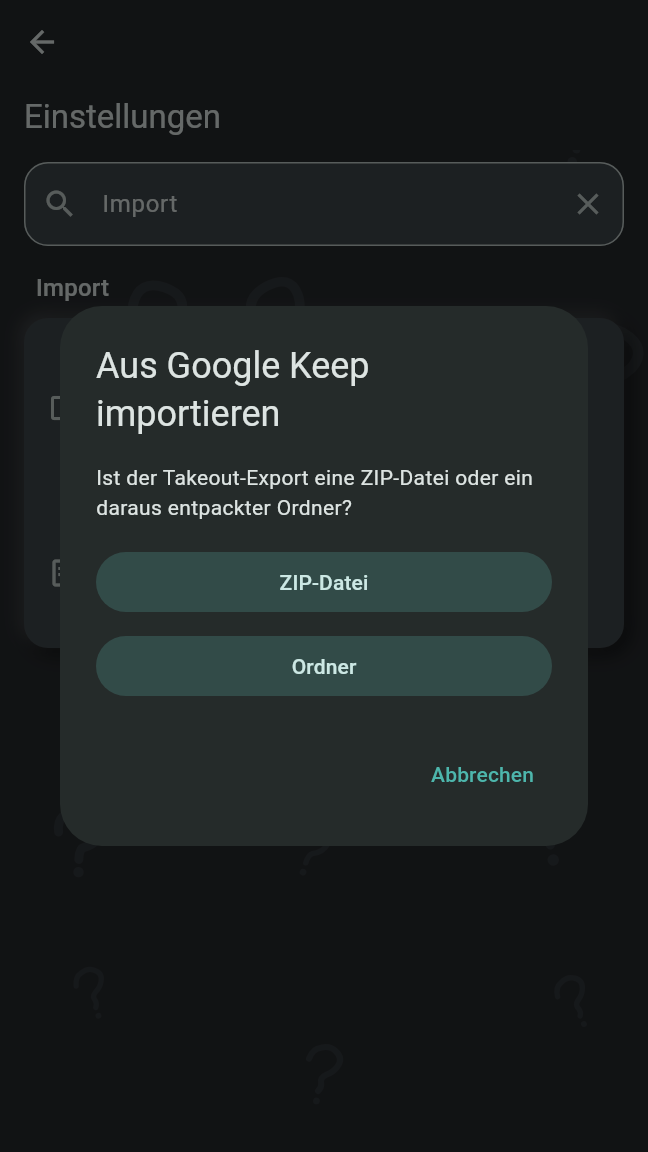 Einstellungen
Import
Import
Aus Google Keep
importieren
Ist der Takeout-Export eine ZIP-Datei oder ein
daraus entpackter Ordner?
ZIP-Datei
Ordner
Abbrechen